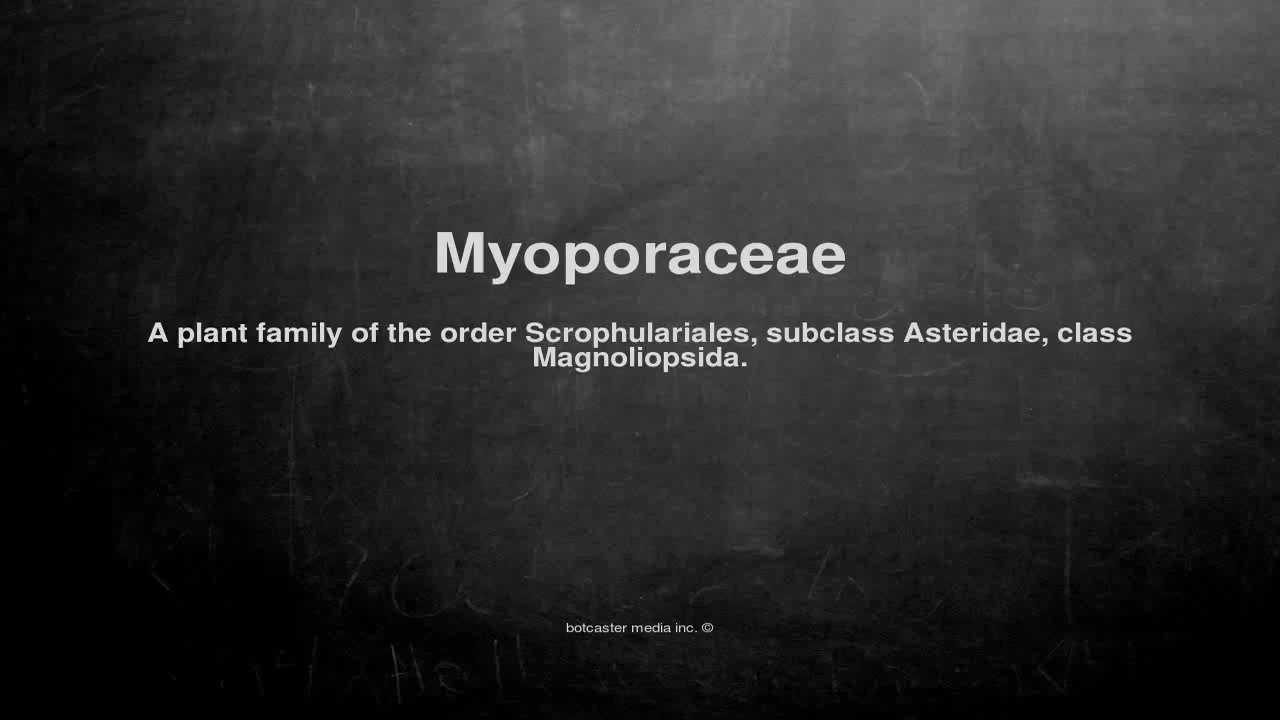 Myoporaceae
A plant family of the order Scrophulariales, subclass Asteridae, class
Magnoliopsida.
botcaster media inc. ©